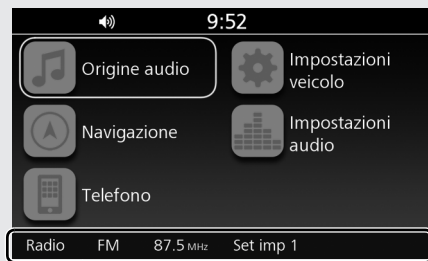 9:52
Origine audio
Impostazioni
veicolo
Navigazione
Impostazioni
audio
Telefono
Radio FM 87.5 MHz Set imp 1